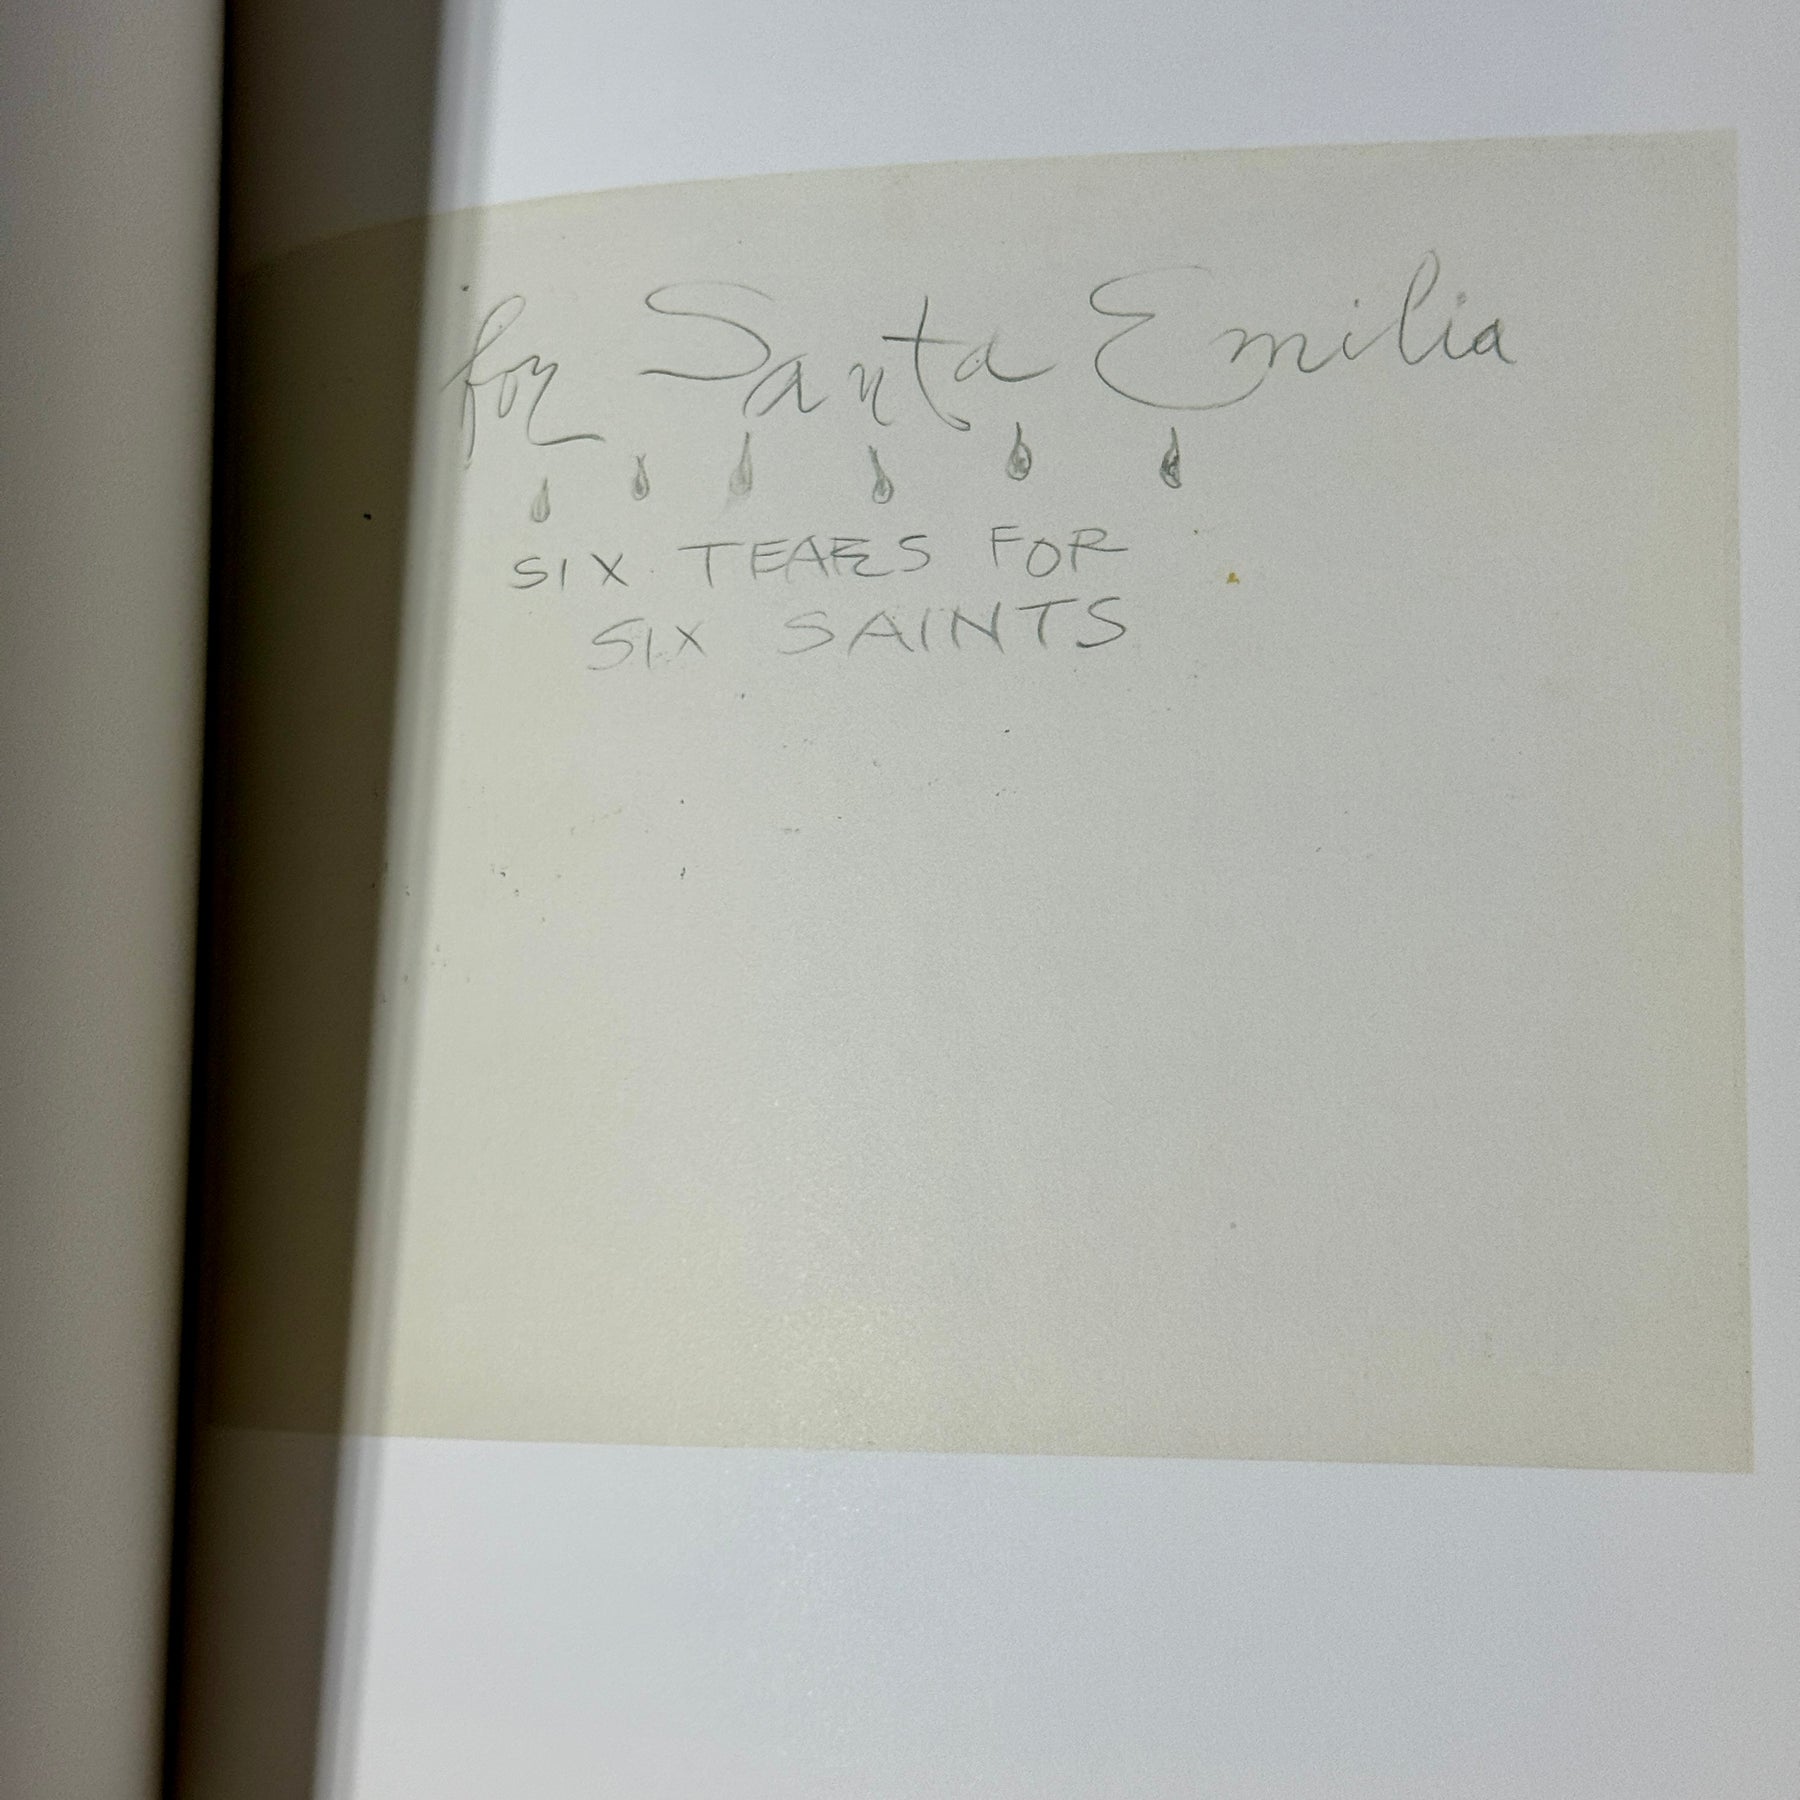 for Santa Emilia
SIX TEARS FOR
SIX SAINTS